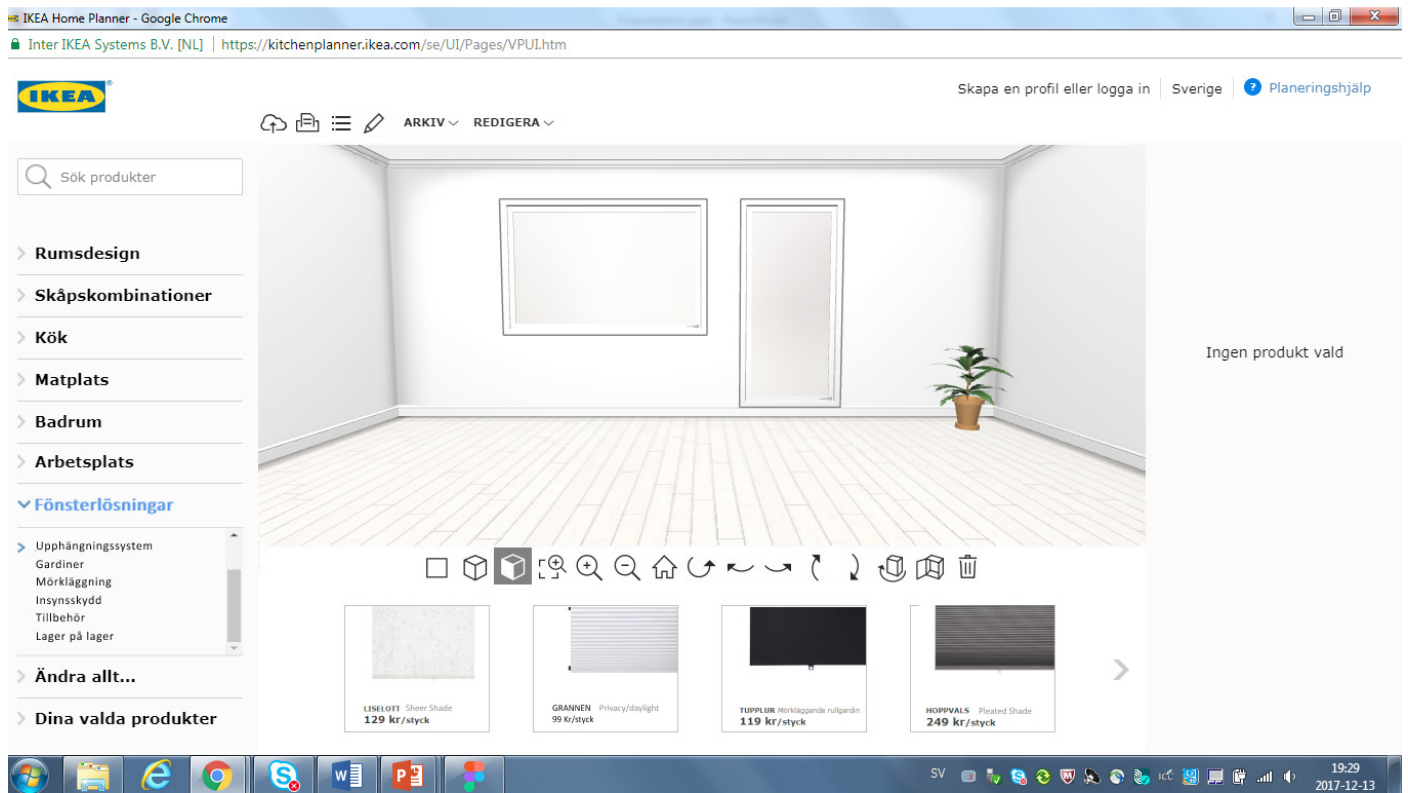 IKEA Home Planner - Google Chrome
Inter IKEA Systems B.V. [NL] | https://kitchenplanner.ikea.com/se/UI/Pages/VPUI.htm
IKEA
Skapa en profil eller logga in Sverige ? Planeringshjälp
ARKIV REDIGERA
Sök produkter
Rumsdesign
Skåpskombinationer
Kök
Matplats
Badrum
Arbetsplats
Fönsterlösningar
Upphängningssystem
Gardiner
Mörkläggning
Insynsskydd
Tillbehör
Lager på lager
Ändra allt...
Dina valda produkter
Ingen produkt vald
LISELOTT Sheer Shade
129 kr/styck
GRANNEN Privacy/daylight
99 Kr/styck
TUPPLUR Mörkläggande rullgardin
119 kr/styck
HOPPVALS Pleated Shade
249 kr/styck
SV
19:29
2017-12-13